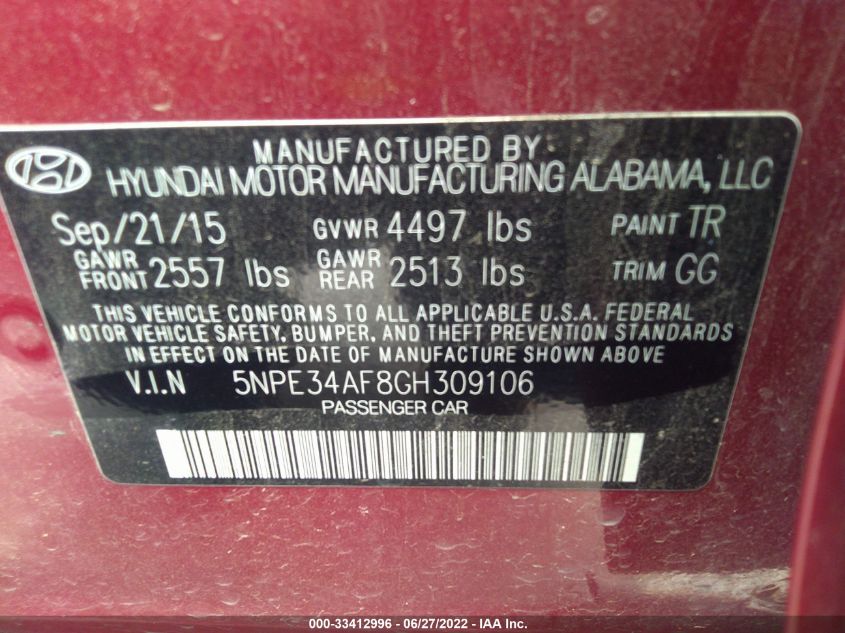 MANUFACTURED BY
HYUNDAI MOTOR MANUFACTURING ALABAMA, LLC
Sep/21/15 GVWR 4497 lbs PAINT TR
GAWR FRONT 2557 lbs GAWR REAR 2513 lbs TRIM GG
THIS VEHICLE CONFORMS TO ALL APPLICABLE U.S.A. FEDERAL
MOTOR VEHICLE SAFETY, BUMPER, AND THEFT PREVENTION STANDARDS
IN EFFECT ON THE DATE OF MANUFACTURE SHOWN ABOVE.
V.I.N 5NPE34AF8GH309106
PASSENGER CAR
000-33412996 - 06/27/2022 - IAA Inc.